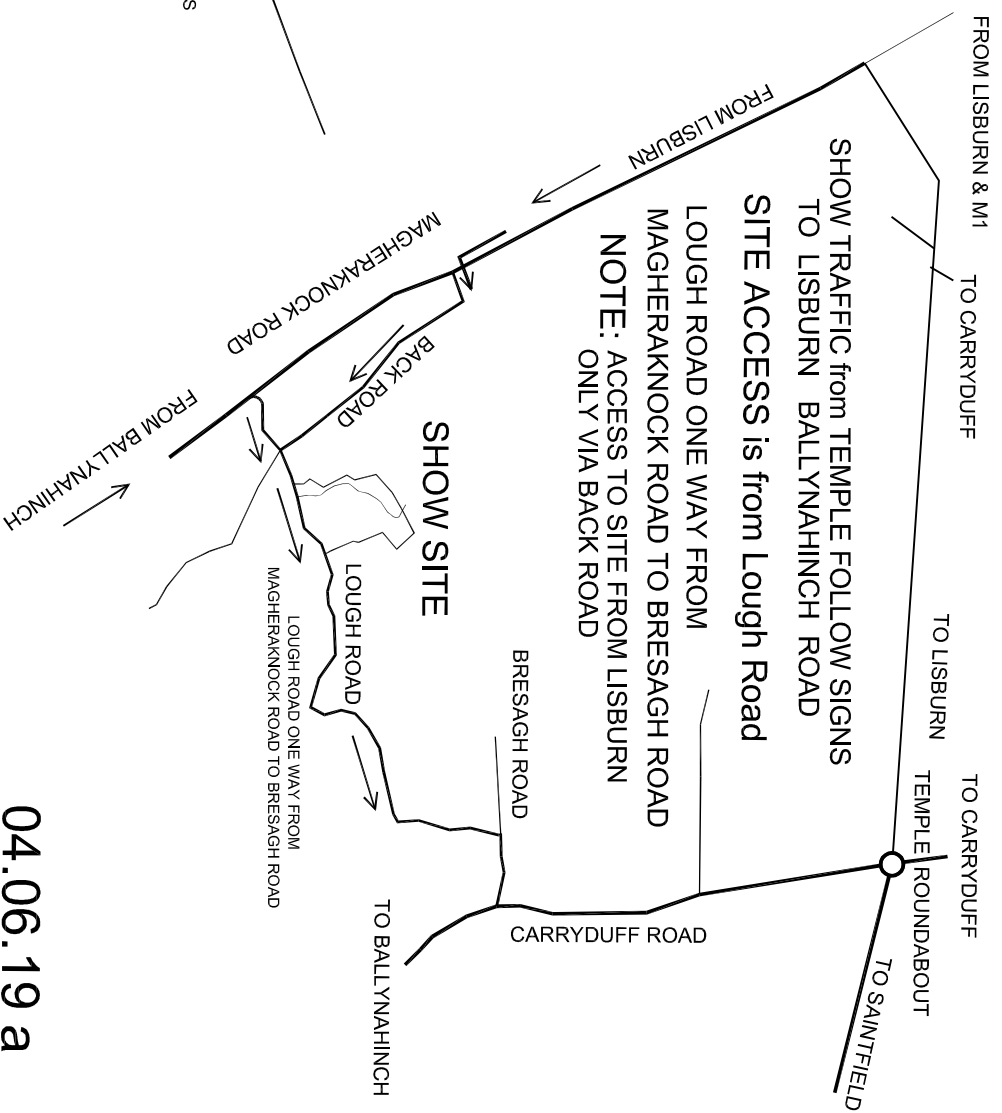 FROM LISBURN & M1
TO CARRYDUFF
TO LISBURN
TO CARRYDUFF
TEMPLE ROUNDABOUT
TO SAINTFIELD
SHOW TRAFFIC from TEMPLE FOLLOW SIGNS
TO LISBURN BALLYNAHINCH ROAD
SITE ACCESS is from Lough Road
LOUGH ROAD ONE WAY FROM
MAGHERAKNOCK ROAD TO BRESAGH ROAD
NOTE: ACCESS TO SITE FROM LISBURN
ONLY VIA BACK ROAD
FROM LISBURN
MAGHERAKNOCK ROAD
BACK ROAD
FROM BALLYNAHINCH
SHOW SITE
LOUGH ROAD
LOUGH ROAD ONE WAY FROM
MAGHERAKNOCK ROAD TO BRESAGH ROAD
BRESAGH ROAD
CARRYDUFF ROAD
TO BALLYNAHINCH
04.06.19 a
s